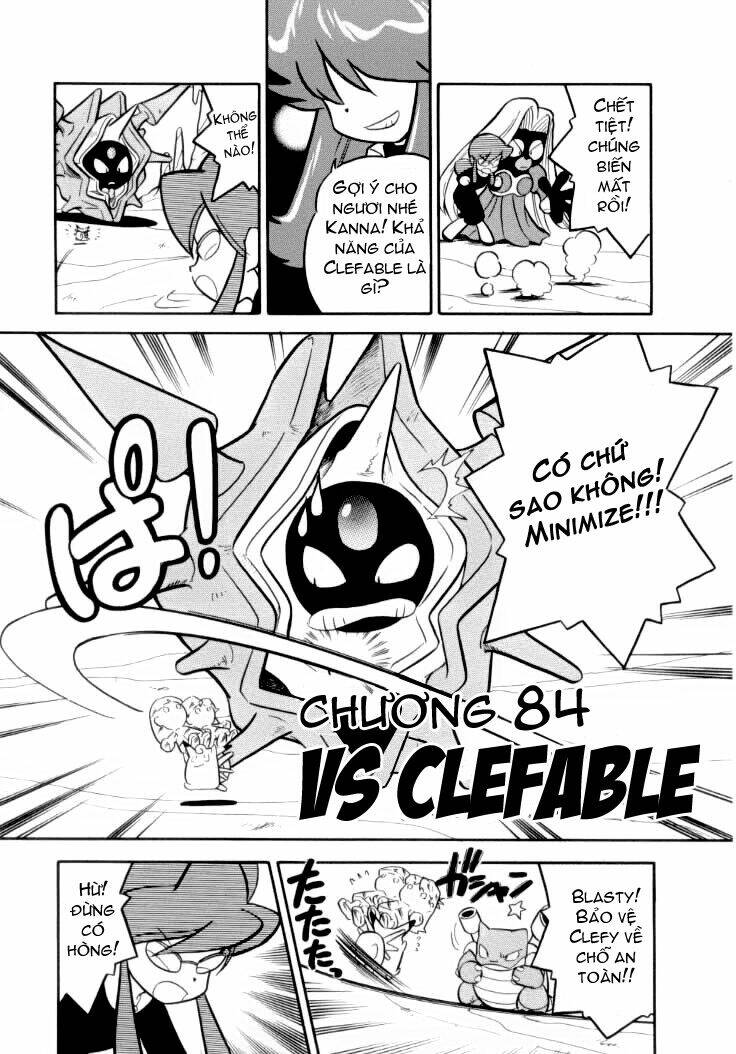 Chết
tiệt!
chúng
biến
mất
rồi!
Gợi ý cho
ngươi nhé
Kanna! Khả
năng của
Clefable là
gì?
Không
thể
nào!
Có chứ
sao không!
Minimize!!!
ぱ!
Chương 84
VS CLEFABLE
Blasty!
Bảo vệ
Clefy về
chỗ an
toàn!!
ガシャン
たたたたっ
Hừ!
Đừng
có
hòng!